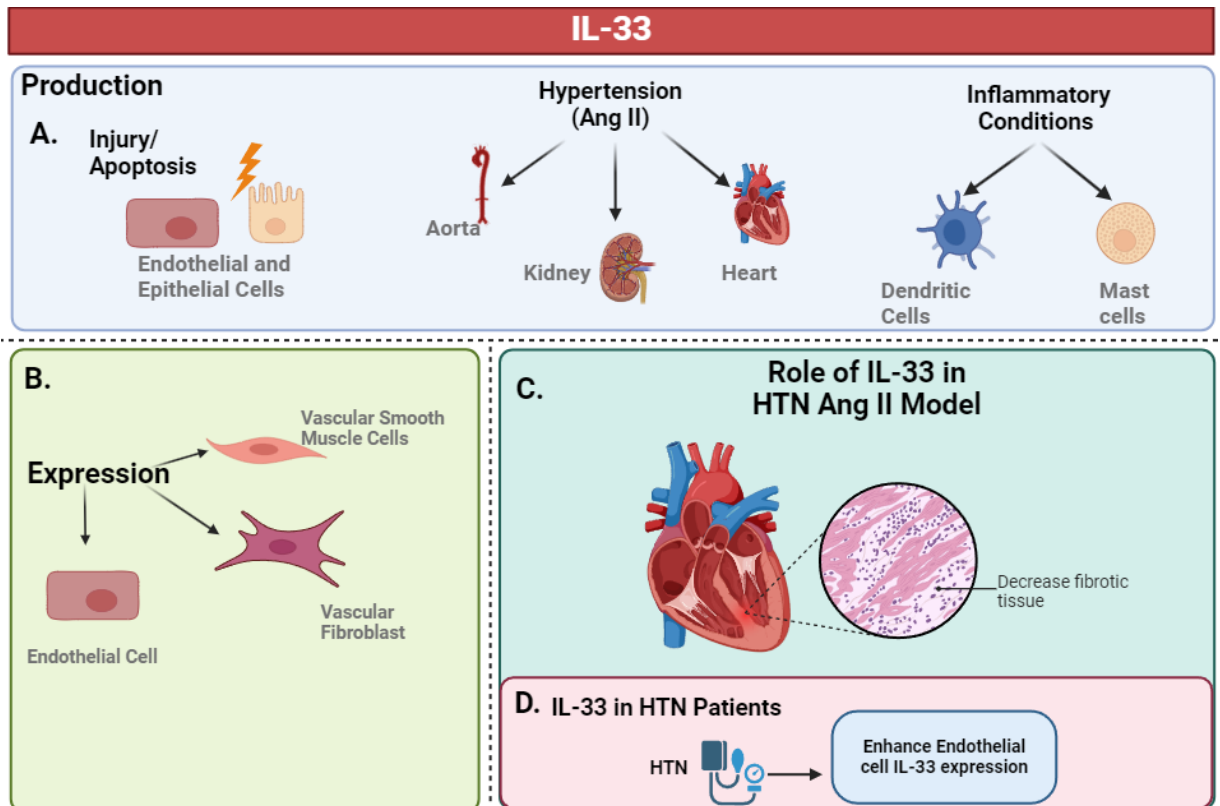 IL-33
Production
A.
Injury/
Apoptosis
Endothelial and
Epithelial Cells
Hypertension
(Ang II)
Aorta
Kidney
Heart
Inflammatory
Conditions
Dendritic
Cells
Mast
cells
B.
Expression
Vascular Smooth
Muscle Cells
Vascular
Fibroblast
Endothelial Cell
C.
Role of IL-33 in
HTN Ang II Model
Decrease fibrotic
tissue
D. IL-33 in HTN Patients
HTN
Enhance Endothelial
cell IL-33 expression